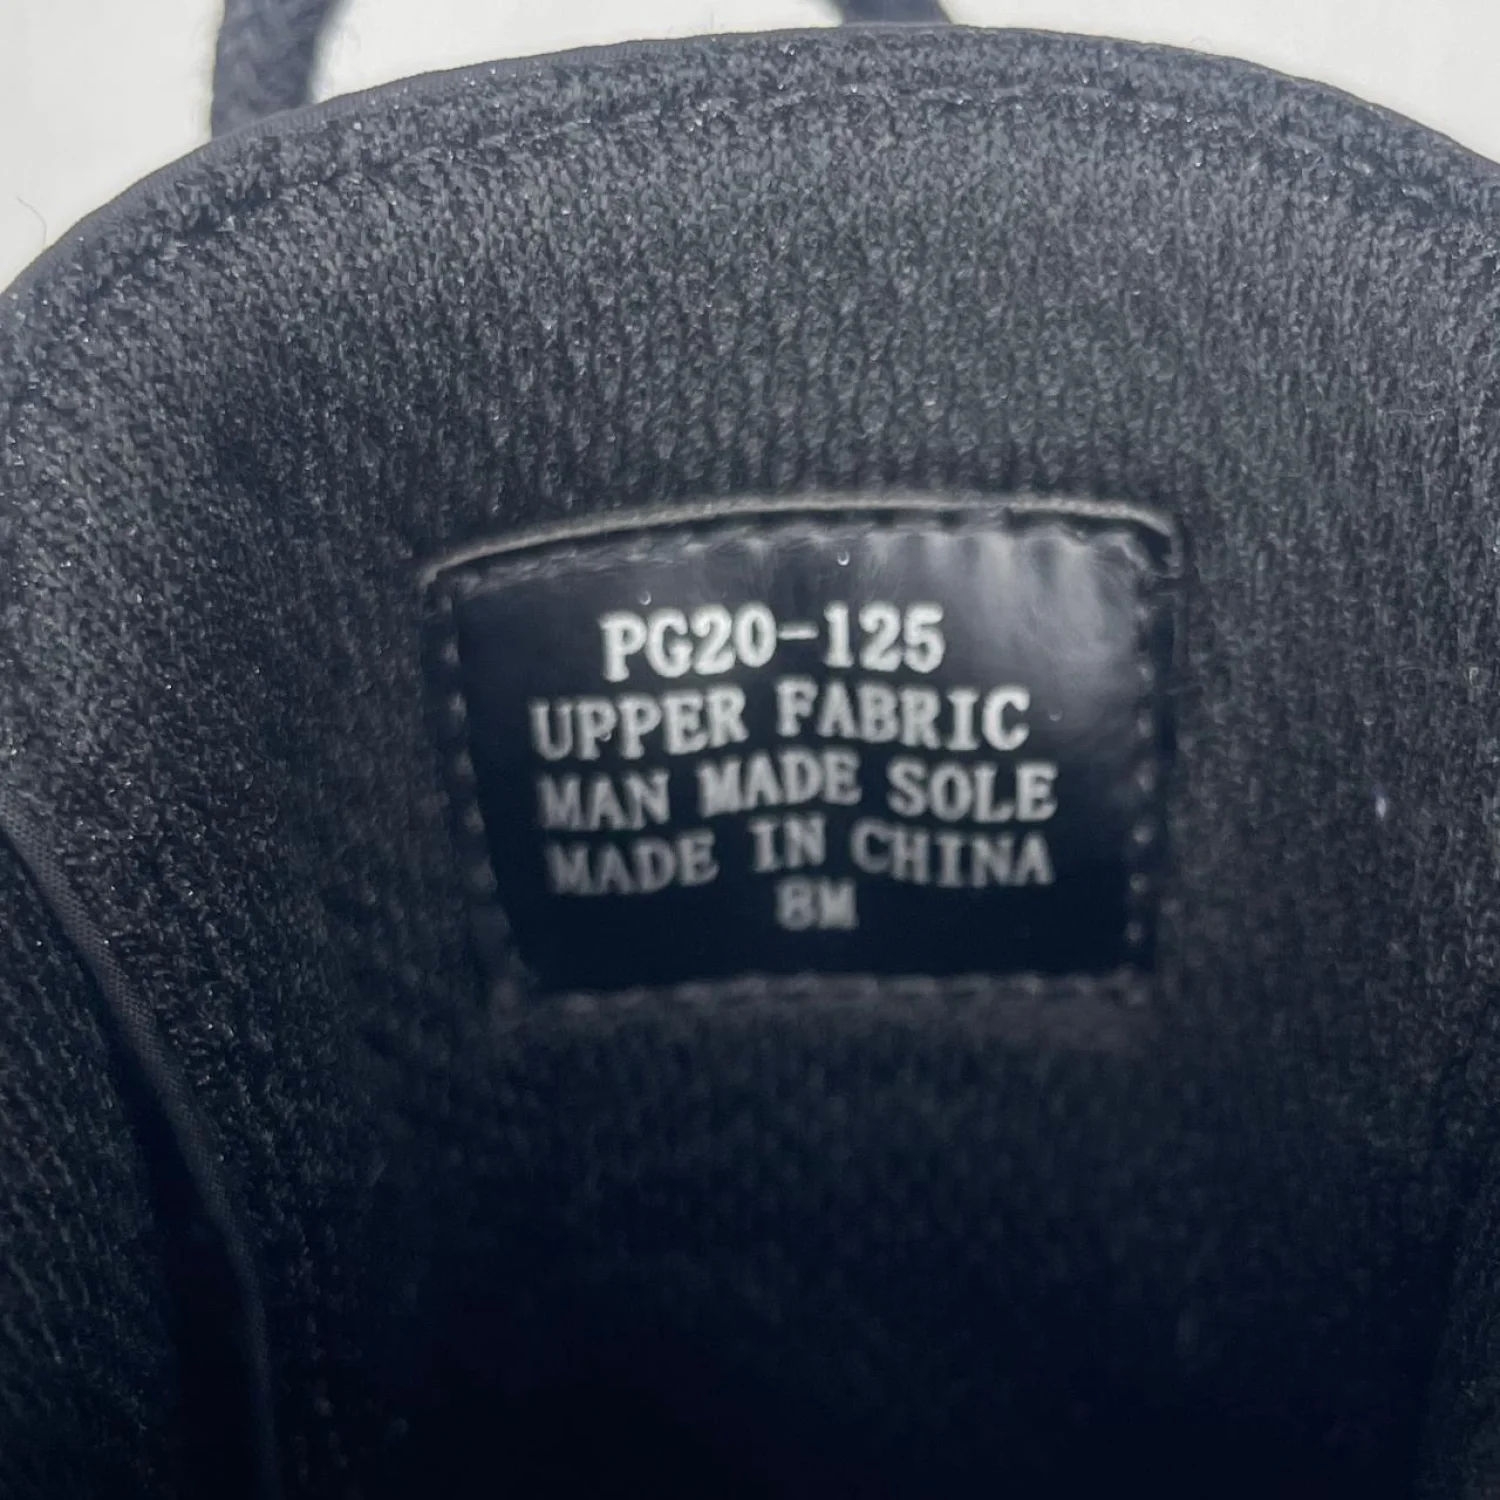 PG20-125
UPPER FABRIC
MAN MADE SOLE
MADE IN CHINA
8M